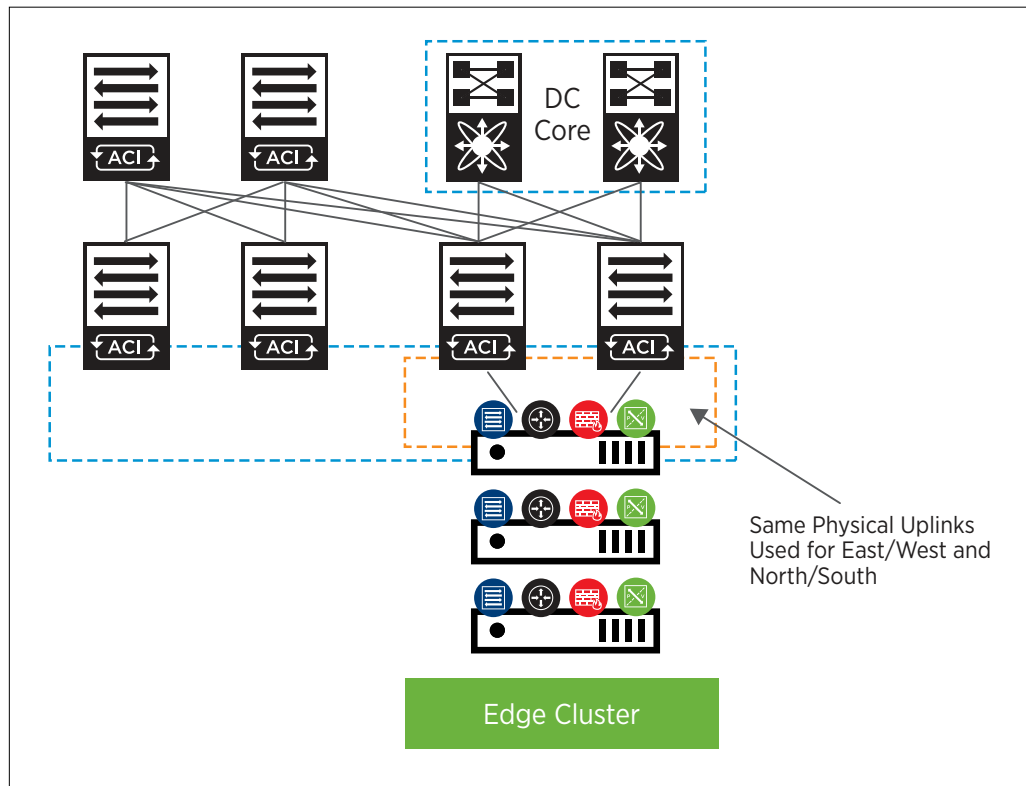 DC
Core
ACI
ACI
ACI
ACI
ACI
ACI
Same Physical Uplinks
Used for East/West and
North/South
Edge Cluster